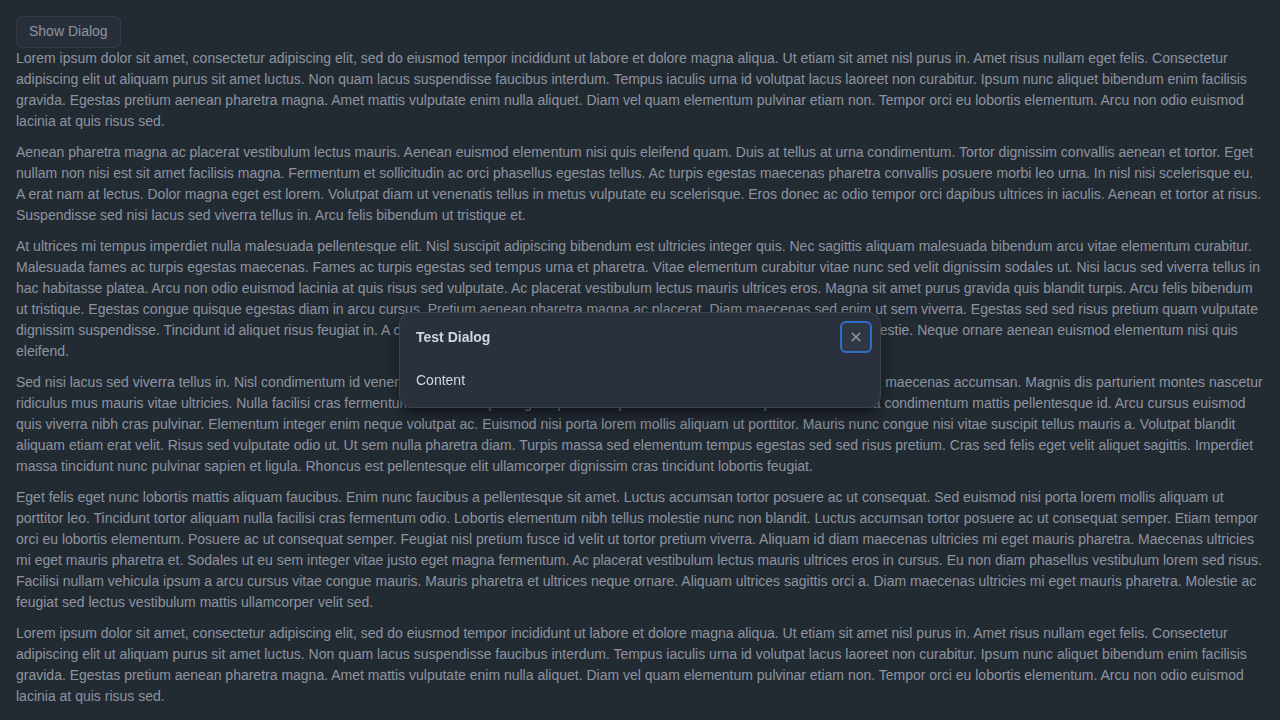 Show Dialog
Lorem ipsum dolor sit amet, consectetur adipiscing elit, sed do eiusmod tempor incididunt ut labore et dolore magna aliqua. Ut etiam sit amet nisl purus in. Amet risus nullam eget felis. Consectetur
adipiscing elit ut aliquam purus sit amet luctus. Non quam lacus suspendisse faucibus interdum. Tempus iaculis urna id volutpat lacus laoreet non curabitur. Ipsum nunc aliquet bibendum enim facilisis
gravida. Egestas pretium aenean pharetra magna. Amet mattis vulputate enim nulla aliquet. Diam vel quam elementum pulvinar etiam non. Tempor orci eu lobortis elementum. Arcu non odio euismod
lacinia at quis risus sed.
Aenean pharetra magna ac placerat vestibulum lectus mauris. Aenean euismod elementum nisi quis eleifend quam. Duis at tellus at urna condimentum. Tortor dignissim convallis aenean et tortor. Eget
nullam non nisi est sit amet facilisis magna. Fermentum et sollicitudin ac orci phasellus egestas tellus. Ac turpis egestas maecenas pharetra convallis posuere morbi leo urna. In nisl nisi scelerisque eu.
A erat nam at lectus. Dolor magna eget est lorem. Volutpat diam ut venenatis tellus in metus vulputate eu scelerisque. Eros donec ac odio tempor orci dapibus ultrices in iaculis. Aenean et tortor at risus.
Suspendisse sed nisi lacus sed viverra tellus in. Arcu felis bibendum ut tristique et.
At ultrices mi tempus imperdiet nulla malesuada pellentesque elit. Nisl suscipit adipiscing bibendum est ultricies integer quis. Nec sagittis aliquam malesuada bibendum arcu vitae elementum curabitur.
Malesuada fames ac turpis egestas maecenas. Fames ac turpis egestas sed tempus urna et pharetra. Vitae elementum curabitur vitae nunc sed velit dignissim sodales ut. Nisi lacus sed viverra tellus in
hac habitasse platea. Arcu non odio euismod lacinia at quis risus sed vulputate. Ac placerat vestibulum lectus mauris ultrices eros. Magna sit amet purus gravida quis blandit turpis. Arcu felis bibendum
ut tristique. Egestas congue quisque egestas diam in arcu cursus. Pretium aenean pharetra magna ac placerat. Diam maecenas sed enim ut sem viverra. Egestas sed sed risus pretium quam vulputate
dignissim suspendisse. Tincidunt id aliquet risus feugiat in. A c estie. Neque ornare aenean euismod elementum nisi quis
eleifend.
Test Dialog
Content
Sed nisi lacus sed viverra tellus in. Nisl condimentum id vener maecenas accumsan. Magnis dis parturient montes nascetur
ridiculus mus mauris vitae ultricies. Nulla facilisi cras fermentu a condimentum mattis pellentesque id. Arcu cursus euismod
quis viverra nibh cras pulvinar. Elementum integer enim neque volutpat ac. Euismod nisi porta lorem mollis aliquam ut porttitor. Mauris nunc congue nisi vitae suscipit tellus mauris a. Volutpat blandit
aliquam etiam erat velit. Risus sed vulputate odio ut. Ut sem nulla pharetra diam. Turpis massa sed elementum tempus egestas sed sed risus pretium. Cras sed felis eget velit aliquet sagittis. Imperdiet
massa tincidunt nunc pulvinar sapien et ligula. Rhoncus est pellentesque elit ullamcorper dignissim cras tincidunt lobortis feugiat.
Eget felis eget nunc lobortis mattis aliquam faucibus. Enim nunc faucibus a pellentesque sit amet. Luctus accumsan tortor posuere ac ut consequat. Sed euismod nisi porta lorem mollis aliquam ut
porttitor leo. Tincidunt tortor aliquam nulla facilisi cras fermentum odio. Lobortis elementum nibh tellus molestie nunc non blandit. Luctus accumsan tortor posuere ac ut consequat semper. Etiam tempor
orci eu lobortis elementum. Posuere ac ut consequat semper. Feugiat nisl pretium fusce id velit ut tortor pretium viverra. Aliquam id diam maecenas ultricies mi eget mauris pharetra. Maecenas ultricies
mi eget mauris pharetra et. Sodales ut eu sem integer vitae justo eget magna fermentum. Ac placerat vestibulum lectus mauris ultrices eros in cursus. Eu non diam phasellus vestibulum lorem sed risus.
Facilisi nullam vehicula ipsum a arcu cursus vitae congue mauris. Mauris pharetra et ultrices neque ornare. Aliquam ultrices sagittis orci a. Diam maecenas ultricies mi eget mauris pharetra. Molestie ac
feugiat sed lectus vestibulum mattis ullamcorper velit sed.
Lorem ipsum dolor sit amet, consectetur adipiscing elit, sed do eiusmod tempor incididunt ut labore et dolore magna aliqua. Ut etiam sit amet nisl purus in. Amet risus nullam eget felis. Consectetur
adipiscing elit ut aliquam purus sit amet luctus. Non quam lacus suspendisse faucibus interdum. Tempus iaculis urna id volutpat lacus laoreet non curabitur. Ipsum nunc aliquet bibendum enim facilisis
gravida. Egestas pretium aenean pharetra magna. Amet mattis vulputate enim nulla aliquet. Diam vel quam elementum pulvinar etiam non. Tempor orci eu lobortis elementum. Arcu non odio euismod
lacinia at quis risus sed.